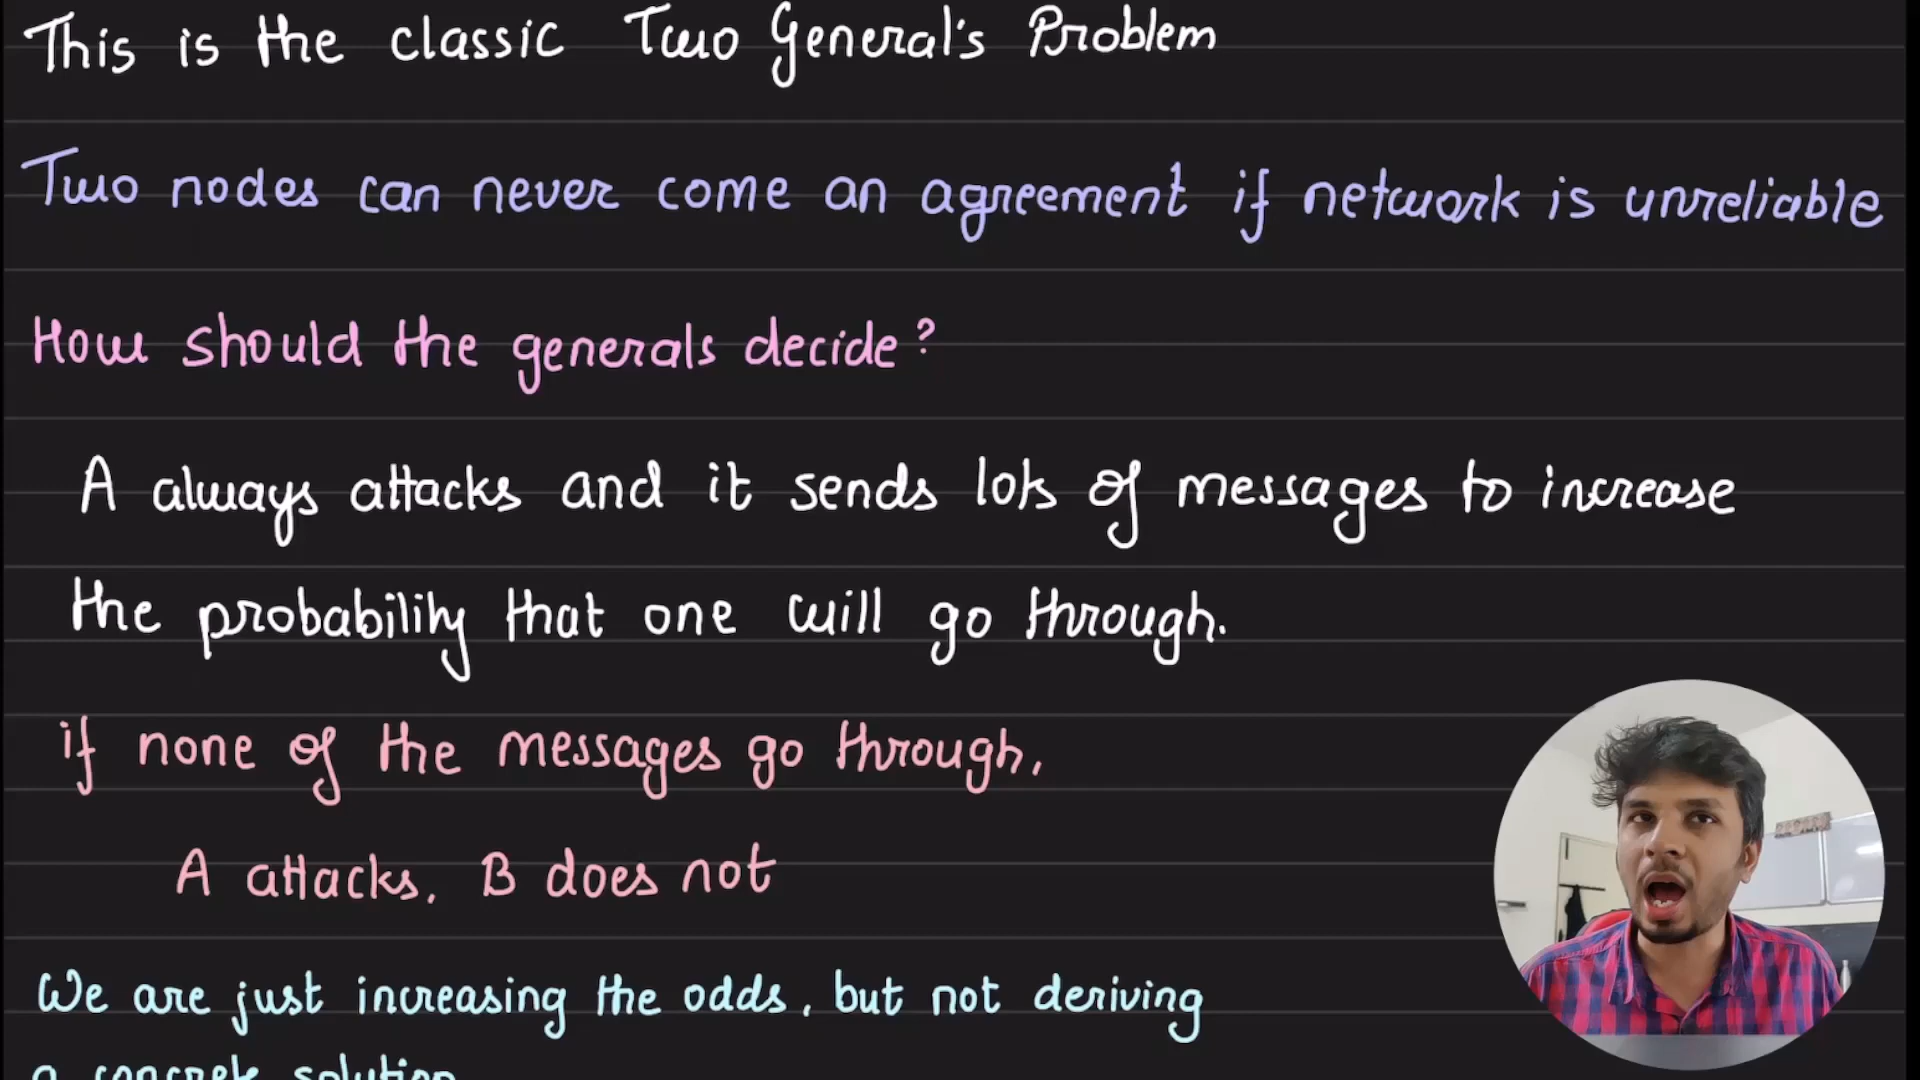 This is the classic Two General's Problem
Two nodes can never come an agreement if network is unreliable
How should the generals decide?
A always attacks and it sends lots of messages to increase
the probability that one will go through.
if none of the messages go through,
A attacks, B does not
We are just increasing the odds, but not deriving
a concrete solution